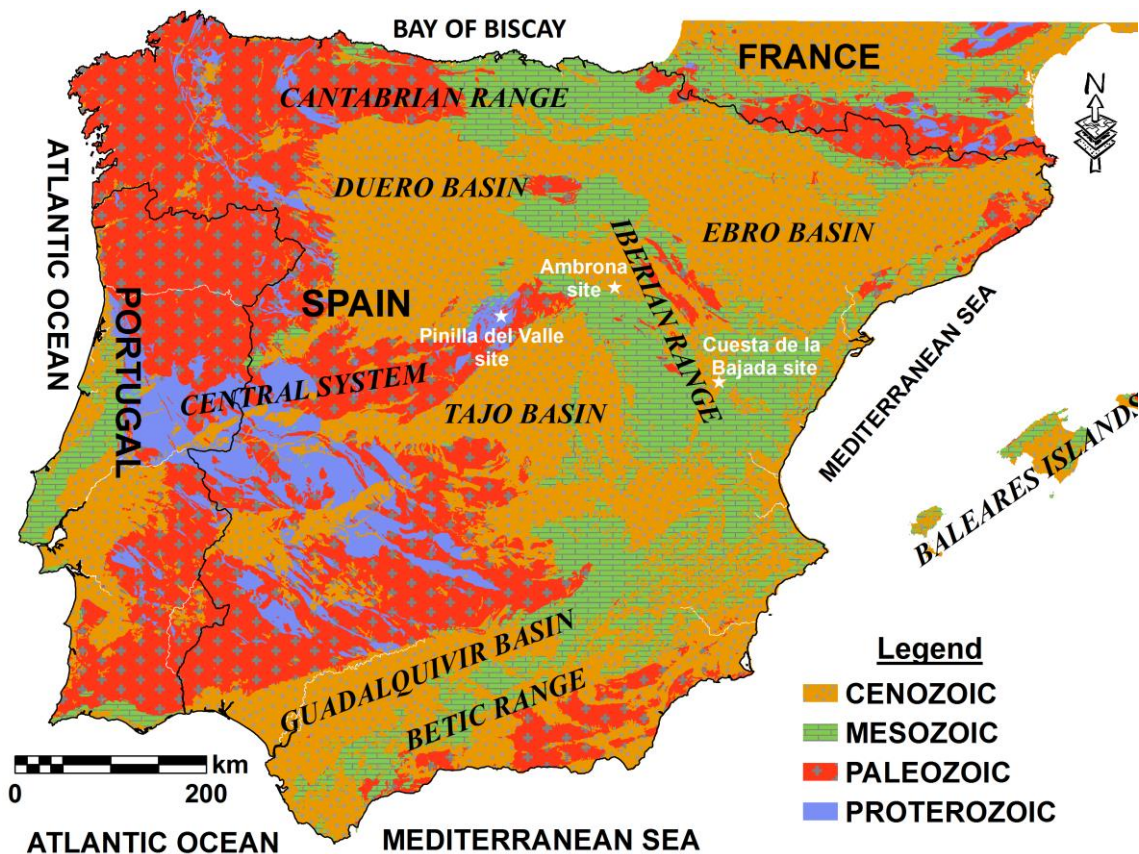 BAY OF BISCAY
FRANCE
N
CANTABRIAN RANGE
ATLANTIC OCEAN
DUERO BASIN
EBRO BASIN
IBERIAN RANGE
Ambrona
site
SPAIN
PORTUGAL
Pinilla del Valle
site
Cuesta de la
Bajada site
MEDITERRANEAN SEA
CENTRAL SYSTEM
TAJO BASIN
BALEARES ISLANDS
GUADALQUIVIR BASIN
BETIC RANGE
Legend
CENOZOIC
MESOZOIC
PALEOZOIC
PROTEROZOIC
km
0 200
ATLANTIC OCEAN
MEDITERRANEAN SEA